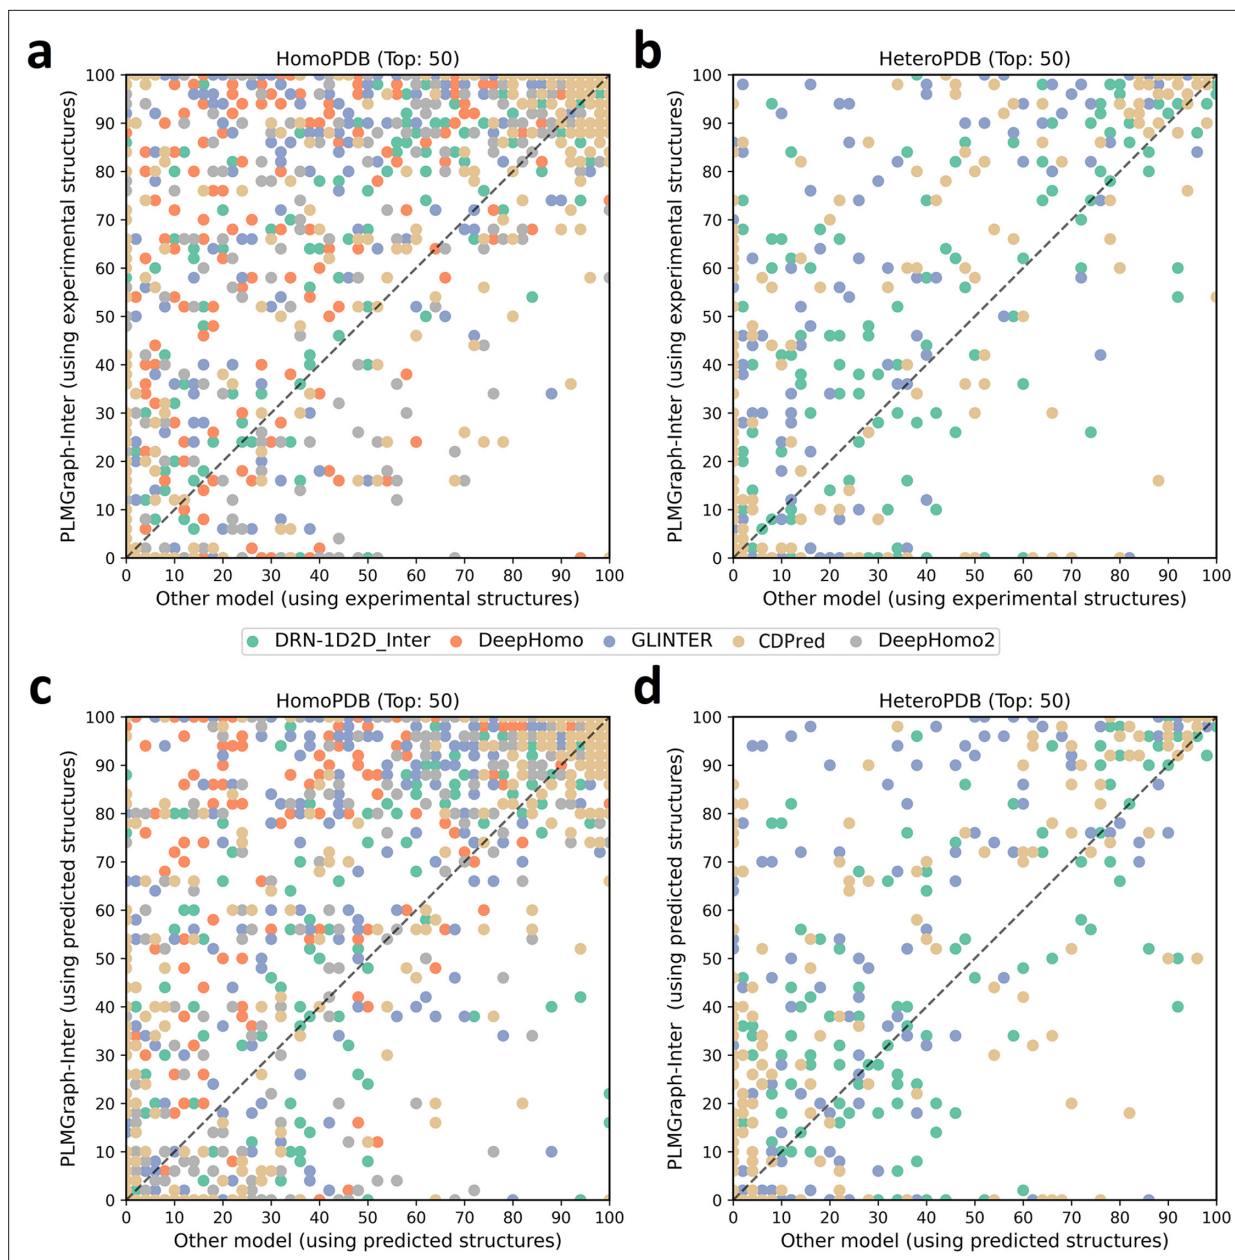 a
HomoPDB (Top: 50)
PLMGraph-Inter (using experimental structures)
100
90
80
70
60
50
40
30
20
10
0
0 10 20 30 40 50 60 70 80 90 100
Other model (using experimental structures)
b
HeteroPDB (Top: 50)
PLMGraph-Inter (using experimental structures)
100
90
80
70
60
50
40
30
20
10
0
0 10 20 30 40 50 60 70 80 90 100
Other model (using experimental structures)
DRN-1D2D_Inter DeepHomo GLINTER CDPred DeepHomo2
c
HomoPDB (Top: 50)
PLMGraph-Inter (using predicted structures)
100
90
80
70
60
50
40
30
20
10
0
0 10 20 30 40 50 60 70 80 90 100
Other model (using predicted structures)
d
HeteroPDB (Top: 50)
PLMGraph-Inter (using predicted structures)
100
90
80
70
60
50
40
30
20
10
0
0 10 20 30 40 50 60 70 80 90 100
Other model (using predicted structures)